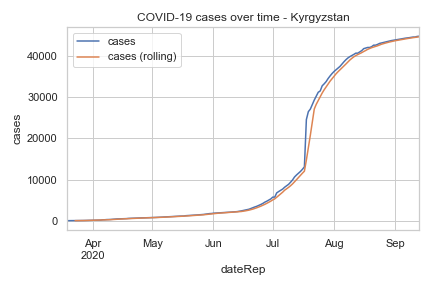 COVID-19 cases over time - Kyrgyzstan
cases
cases (rolling)
40000
30000
20000
10000
0
cases
Apr
2020
May
Jun
Jul
Aug
Sep
dateRep